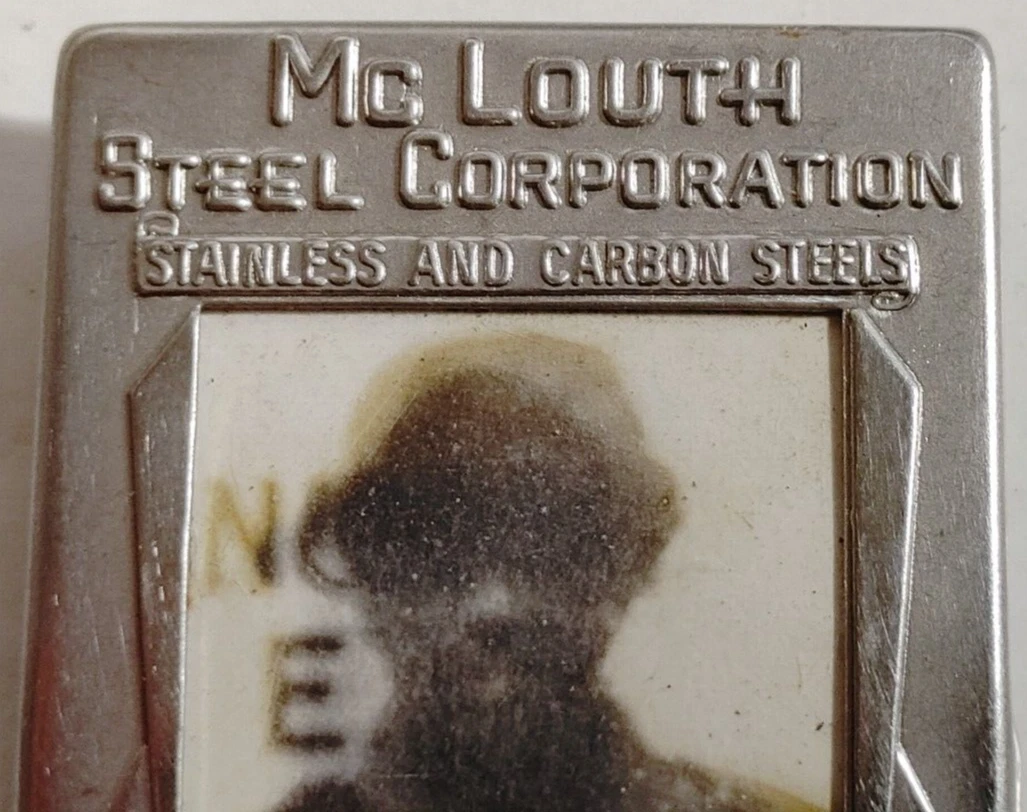 Mc Louth
Steel Corporation
STAINLESS AND CARBON STEELS
N
E